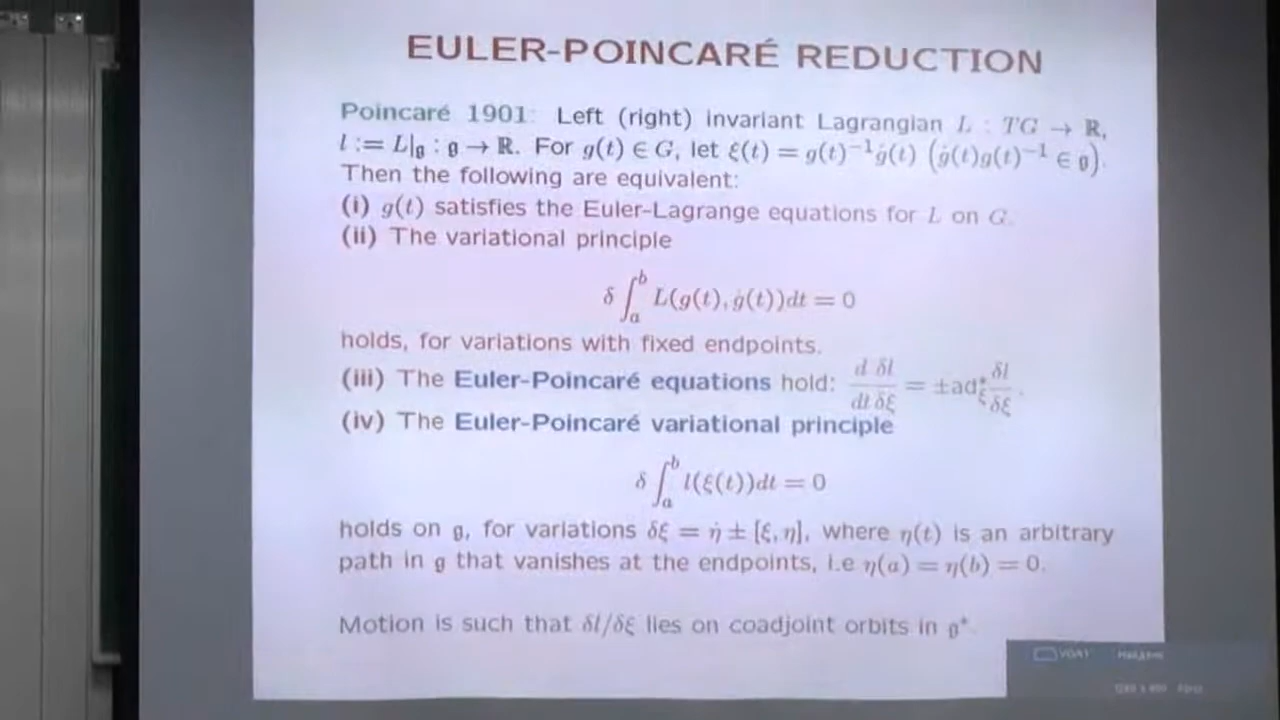 EULER-POINCARÉ REDUCTION
Poincaré 1901: Left (right) invariant Lagrangian L : TG → ℝ,
l := L|𝔤 : 𝔤 → ℝ. For g(t) ∈ G, let ξ(t) = g(t)⁻¹ġ(t) (ġ(t)g(t)⁻¹ ∈ 𝔤).
Then the following are equivalent:
(i) g(t) satisfies the Euler-Lagrange equations for L on G.
(ii) The variational principle
δ ∫ₐᵇ L(g(t), ġ(t))dt = 0
holds, for variations with fixed endpoints.
(iii) The Euler-Poincaré equations hold: d/dt δl/δξ = ±ad*_ξ δl/δξ.
(iv) The Euler-Poincaré variational principle
δ ∫ₐᵇ l(ξ(t))dt = 0
holds on 𝔤, for variations δξ = η̇ ± [ξ, η], where η(t) is an arbitrary
path in 𝔤 that vanishes at the endpoints, i.e η(a) = η(b) = 0.
Motion is such that δl/δξ lies on coadjoint orbits in 𝔤*.